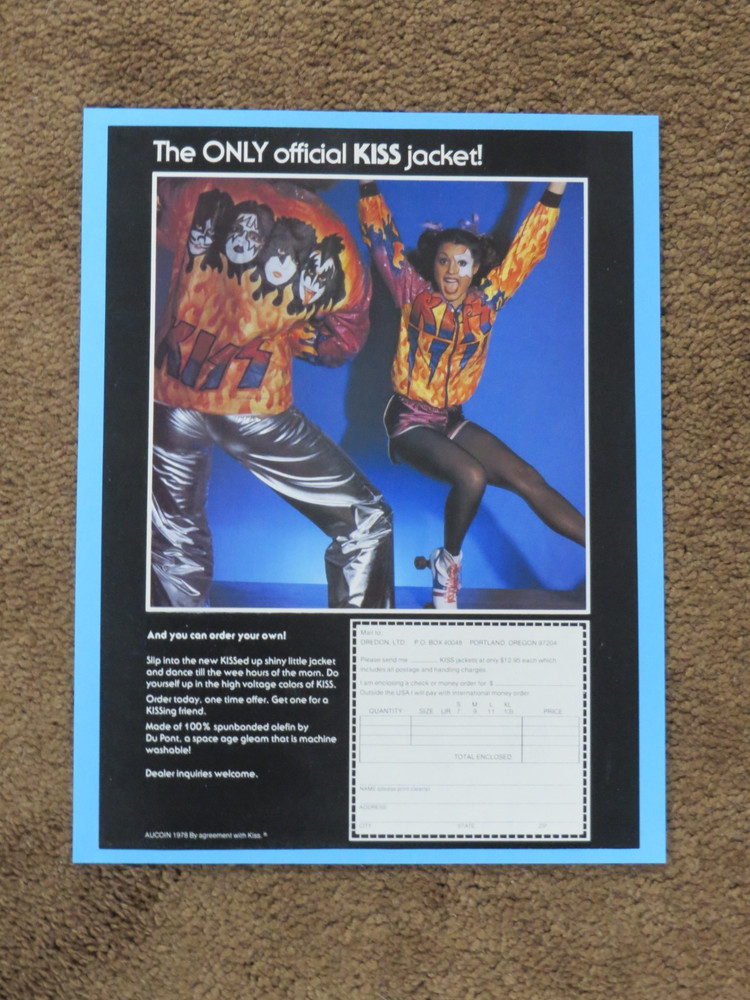 The ONLY official KISS jacket!
KISS
KISS
And you can order your own!
Slip into the new KISSed up shiny little jacket
and dance till the wee hours of the morn. Do
yourself up in the high voltage colors of KISS.
Order today, one time offer. Get one for a
KISSing friend.
Made of 100% spunbonded olefin by
Du Pont, a space age gleam that is machine
washable!
Dealer inquiries welcome.
AUCOIN 1978 By agreement with Kiss.
Mail to:
OREDON, LTD. P.O. BOX PORTLAND, OREGON
Please send me KISS jackets at only $12.95 each which
includes all postage and handling charges.
I am enclosing a check or money order for $
Outside the USA I will pay with international money order.
S M L XL
QUANTITY SIZE PRICE
TOTAL ENCLOSED
NAME (please print clearly)
ADDRESS
CITY STATE ZIP